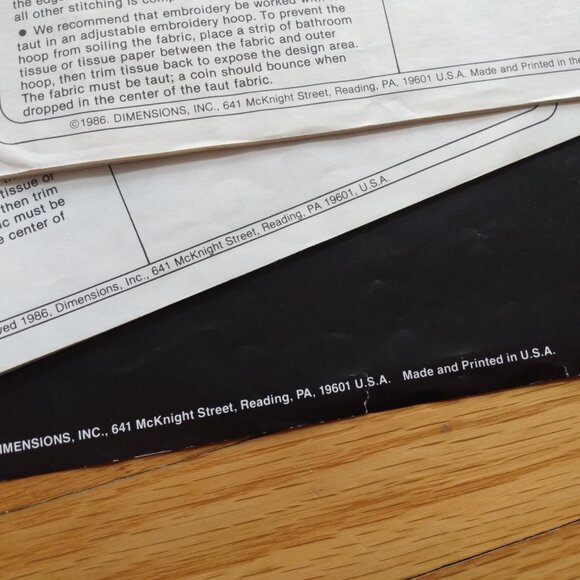 the edge
all other stitching is comp
• We recommend that embroidery be worked with
taut in an adjustable embroidery hoop. To prevent the
hoop from soiling the fabric, place a strip of bathroom
tissue or tissue paper between the fabric and outer
hoop, then trim tissue back to expose the design area.
The fabric must be taut; a coin should bounce when
dropped in the center of the taut fabric.
©1986. DIMENSIONS, INC., 641 McKnight Street, Reading, PA, 19601 U.S.A. Made and Printed in the
tissue or
then trim
ic must be
e center of
ved 1986, Dimensions, Inc., 641 McKnight Street, Reading, PA 19601, U.S.A.
IMENSIONS, INC., 641 McKnight Street, Reading, PA, 19601 U.S.A. Made and Printed in U.S.A.